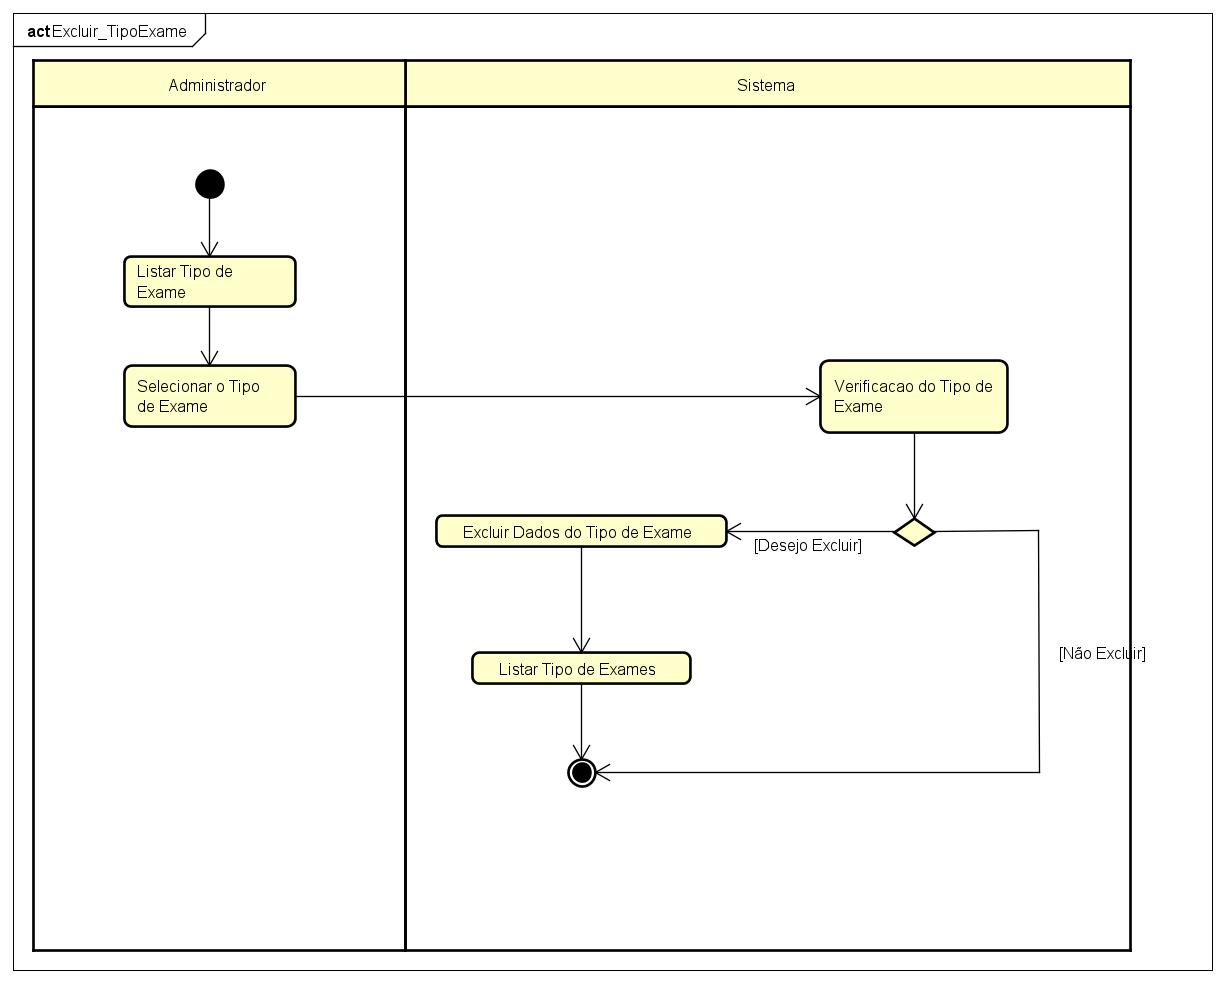 act Excluir_TipoExame
Administrador
Sistema
Listar Tipo de
Exame
Selecionar o Tipo
de Exame
Verificacao do Tipo de
Exame
Excluir Dados do Tipo de Exame
[Desejo Excluir]
[Não Excluir]
Listar Tipo de Exames